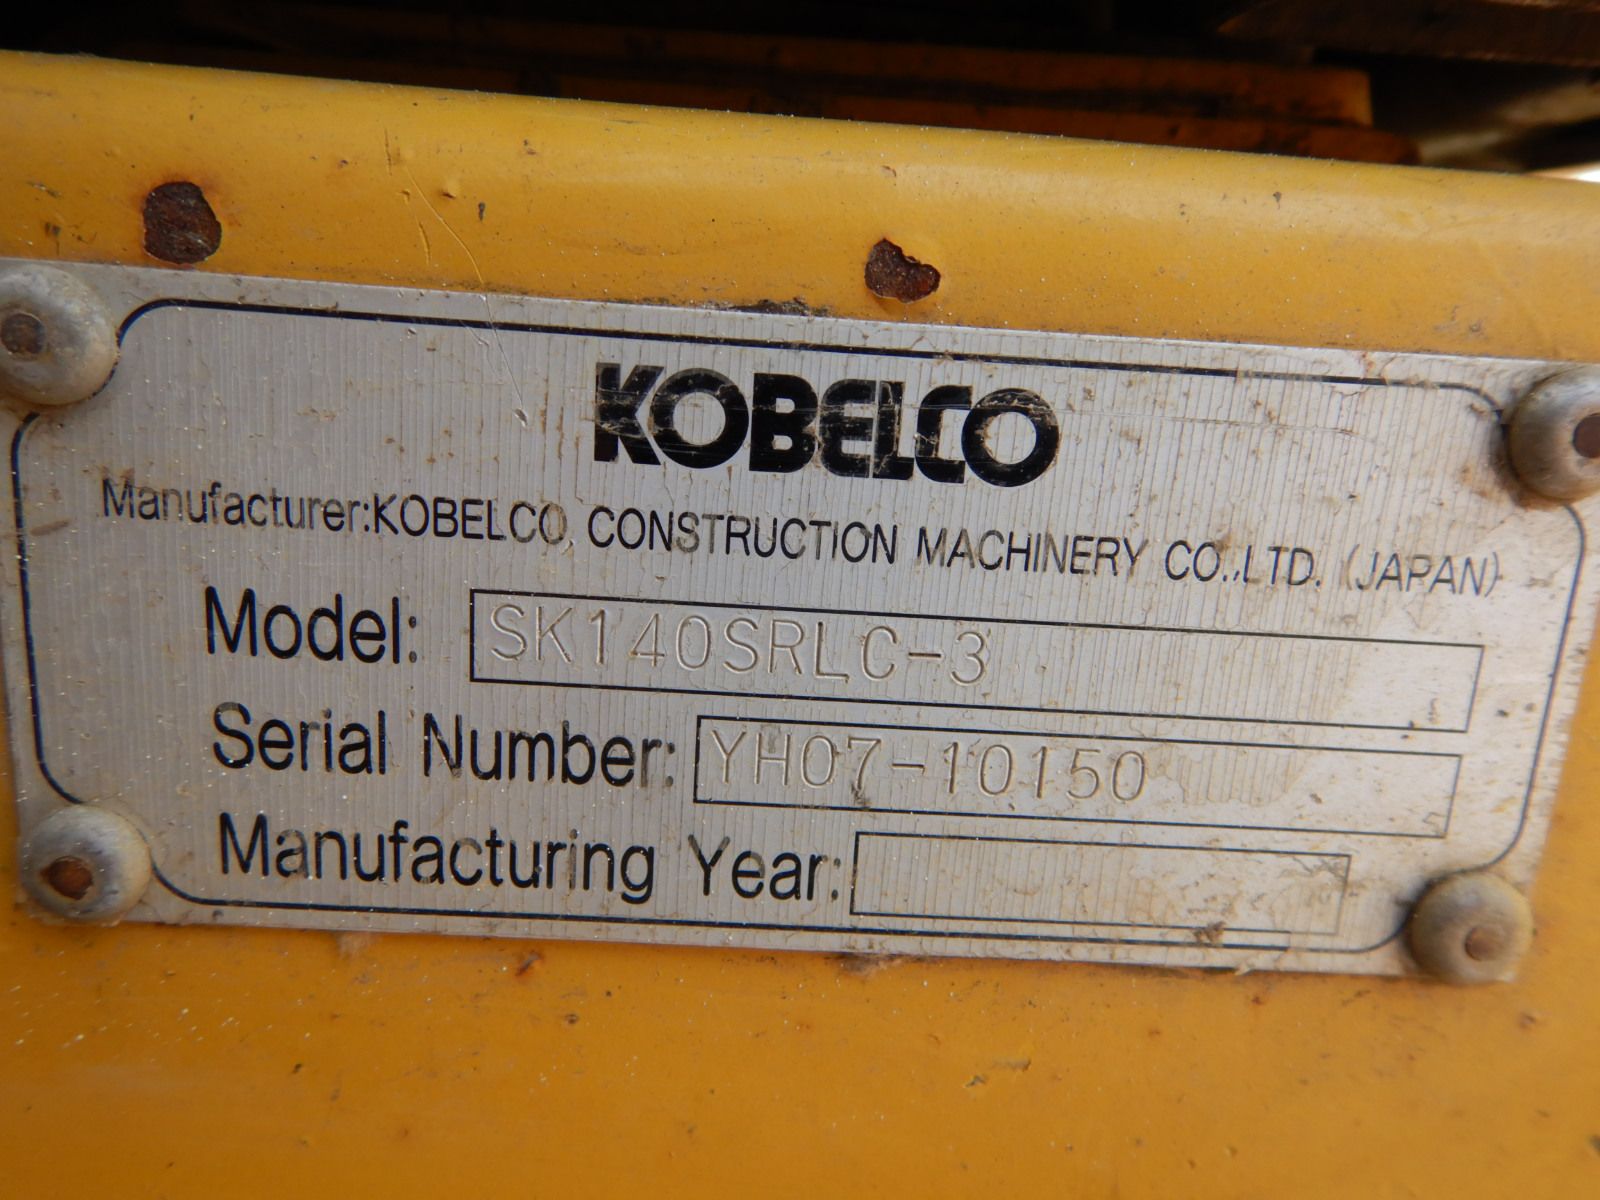 KOBELCO
Manufacturer:KOBELCO CONSTRUCTION MACHINERY CO.,LTD. (JAPAN)
Model: SK140SRLC-3
Serial Number: YH07-10150
Manufacturing Year: